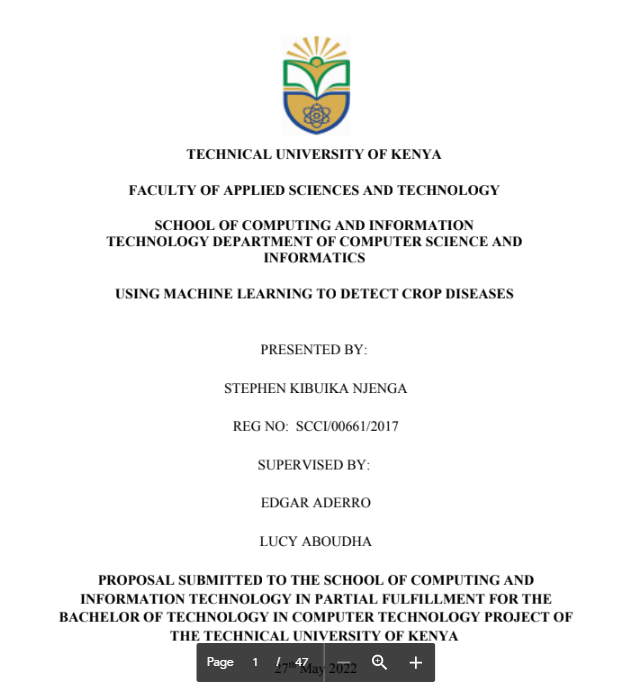 TECHNICAL UNIVERSITY OF KENYA
FACULTY OF APPLIED SCIENCES AND TECHNOLOGY
SCHOOL OF COMPUTING AND INFORMATION
TECHNOLOGY DEPARTMENT OF COMPUTER SCIENCE AND
INFORMATICS
USING MACHINE LEARNING TO DETECT CROP DISEASES
PRESENTED BY:
STEPHEN KIBUIKA NJENGA
REG NO: SCCI/00661/2017
SUPERVISED BY:
EDGAR ADERRO
LUCY ABOUDHA
PROPOSAL SUBMITTED TO THE SCHOOL OF COMPUTING AND
INFORMATION TECHNOLOGY IN PARTIAL FULFILLMENT FOR THE
BACHELOR OF TECHNOLOGY IN COMPUTER TECHNOLOGY PROJECT OF
THE TECHNICAL UNIVERSITY OF KENYA
Page 1 / 47
27th May 2022